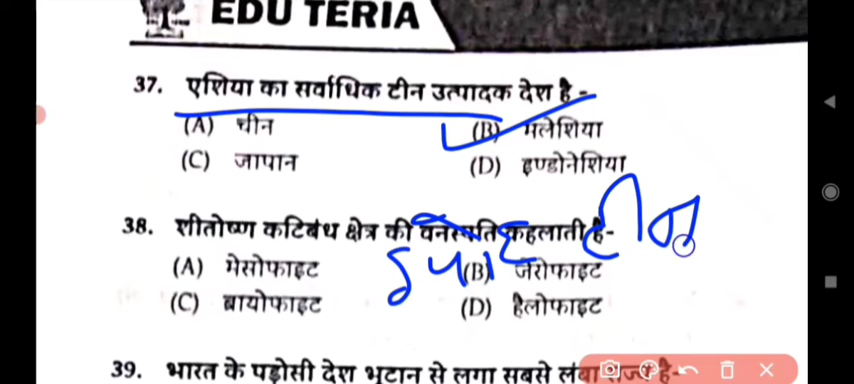 EDU TERIA
37. एशिया का सर्वाधिक टीन उत्पादक देश है -
(A) चीन (B) मलेशिया
(C) जापान (D) इण्डोनेशिया
38. शीतोष्ण कटिबंध क्षेत्र की वनस्पति कहलाती है-
(A) मेसोफाइट (B) जेरोफाइट
(C) ब्रायोफाइट (D) हैलोफाइट
39. भारत के पड़ोसी देश भूटान से लगा सबसे लंबा राज्य है-